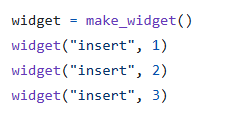 widget = make_widget()
widget("insert", 1)
widget("insert", 2)
widget("insert", 3)